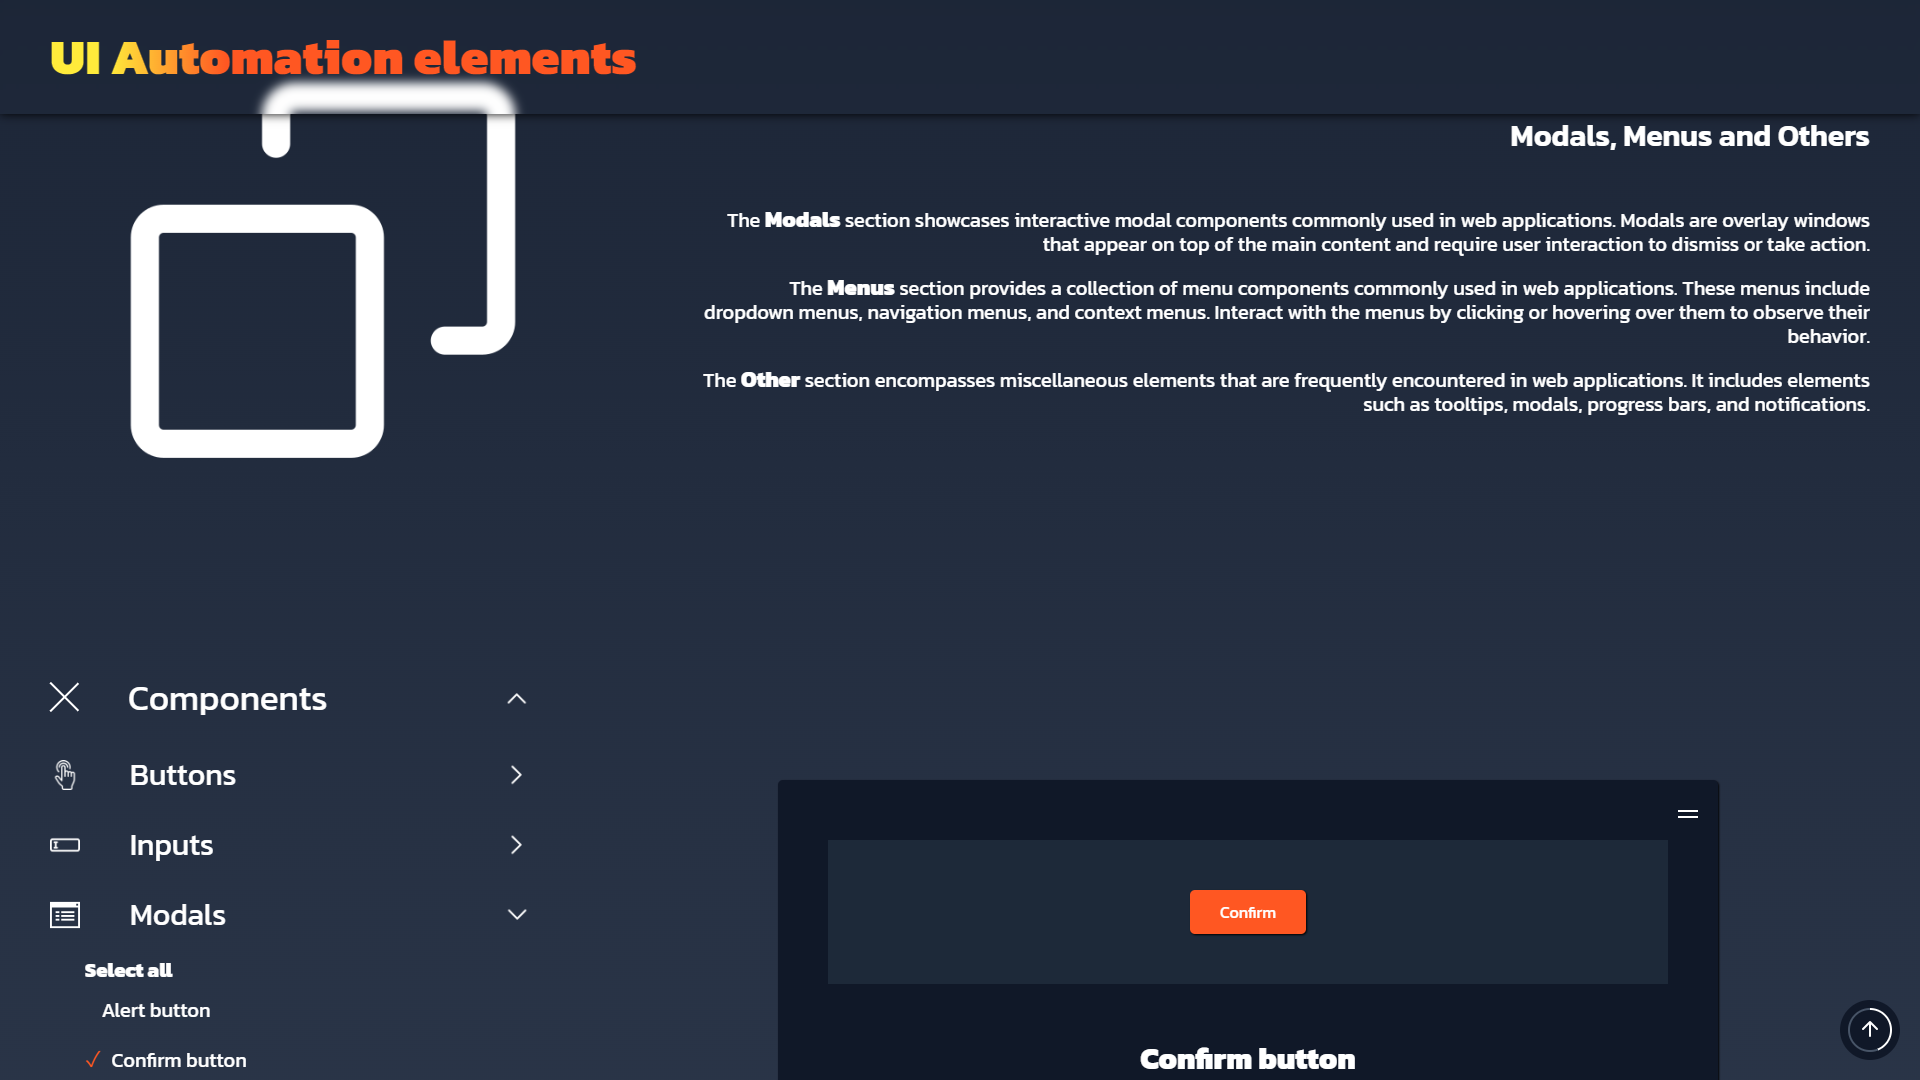 UI Automation elements
Modals, Menus and Others
The Modals section showcases interactive modal components commonly used in web applications. Modals are overlay windows
that appear on top of the main content and require user interaction to dismiss or take action.
The Menus section provides a collection of menu components commonly used in web applications. These menus include
dropdown menus, navigation menus, and context menus. Interact with the menus by clicking or hovering over them to observe their
behavior.
The Other section encompasses miscellaneous elements that are frequently encountered in web applications. It includes elements
such as tooltips, modals, progress bars, and notifications.
Components
Buttons
Inputs
Modals
Select all
Alert button
Confirm button
Confirm
Confirm button